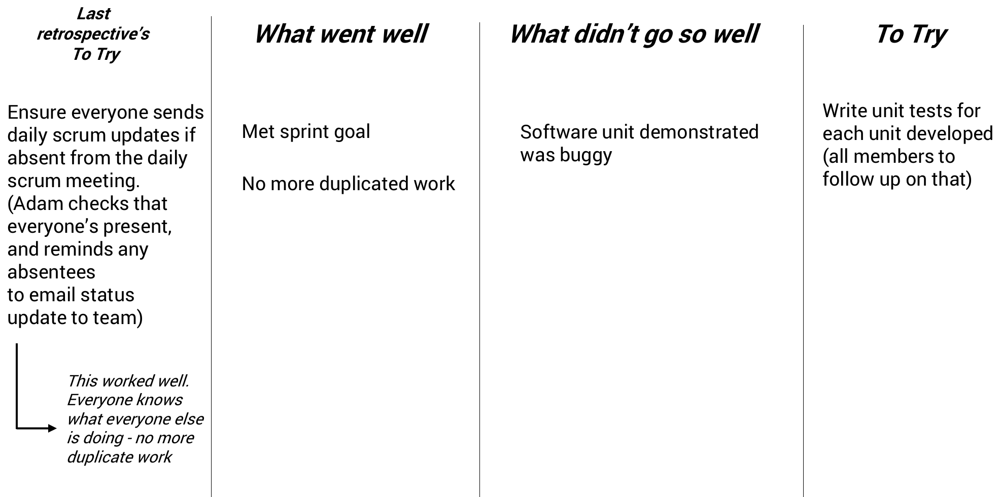 Last
retrospective’s
To Try
Ensure everyone sends
daily scrum updates if
absent from the daily
scrum meeting.
(Adam checks that
everyone’s present,
and reminds any
absentees
to email status
update to team)
This worked well.
Everyone knows
what everyone else
is doing - no more
duplicate work
What went well
Met sprint goal
No more duplicated work
What didn’t go so well
Software unit demonstrated
was buggy
To Try
Write unit tests for
each unit developed
(all members to
follow up on that)